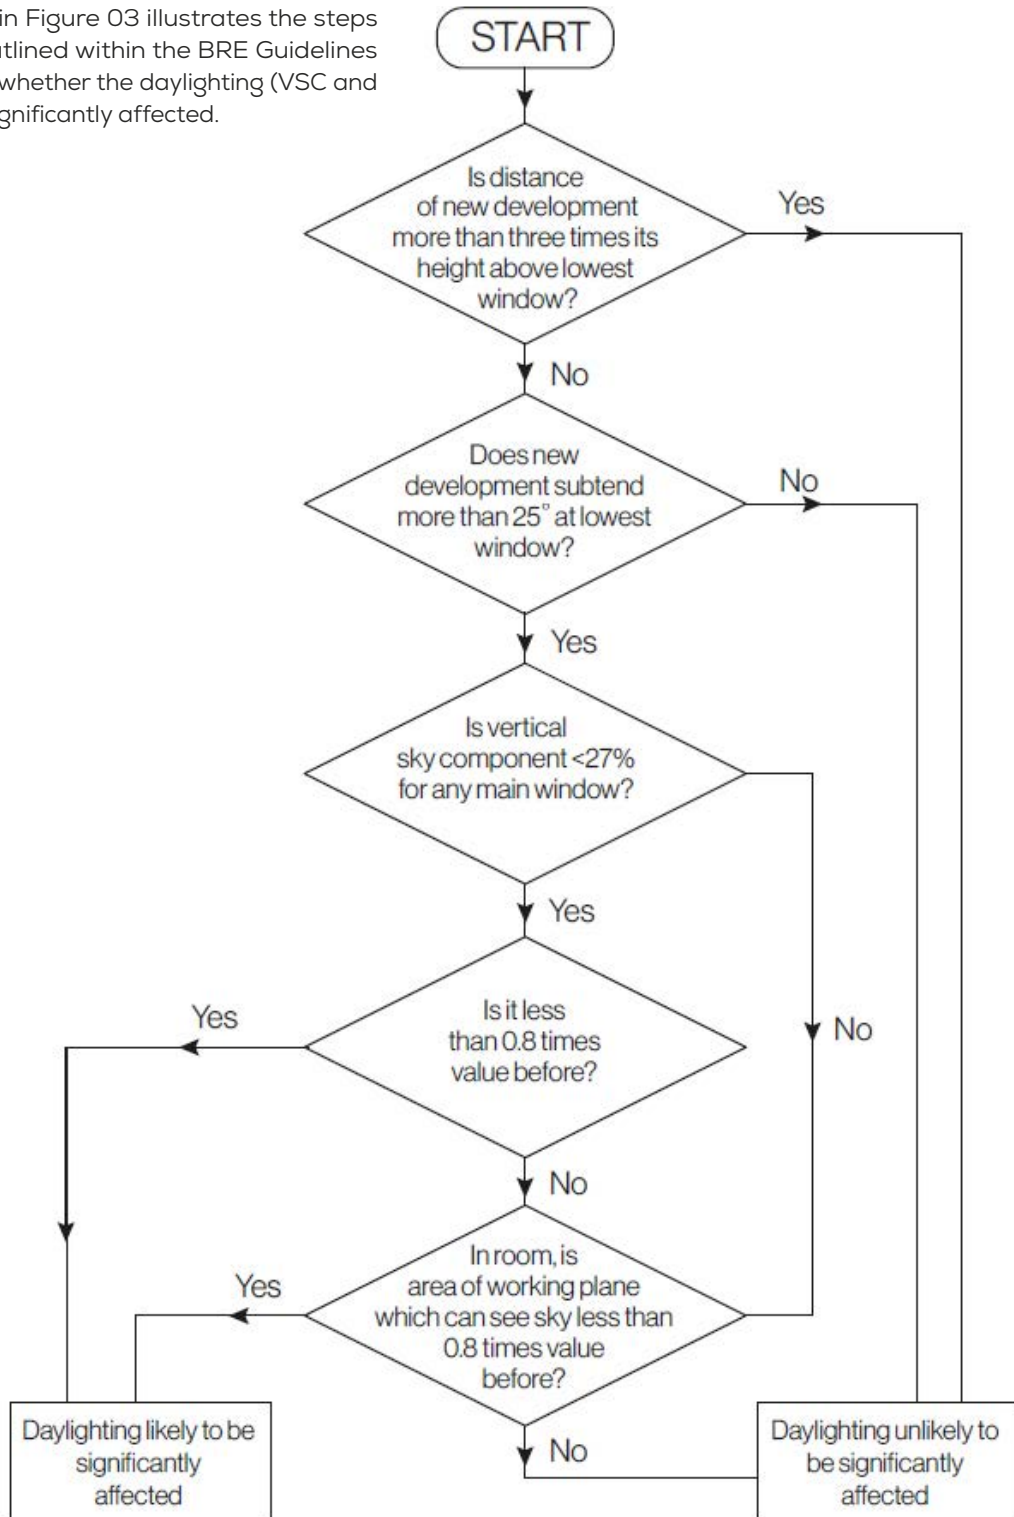 in Figure 03 illustrates the steps
utlined within the BRE Guidelines
whether the daylighting (VSC and
gnificantly affected.
START
Is distance
of new development
more than three times its
height above lowest
window?
Yes
No
Does new
development subtend
more than 25° at lowest
window?
No
Yes
Is vertical
sky component <27%
for any main window?
Yes
No
Is it less
than 0.8 times
value before?
Yes
No
In room, is
area of working plane
which can see sky less than
0.8 times value
before?
Yes
No
Daylighting likely to be
significantly
affected
Daylighting unlikely to
be significantly
affected